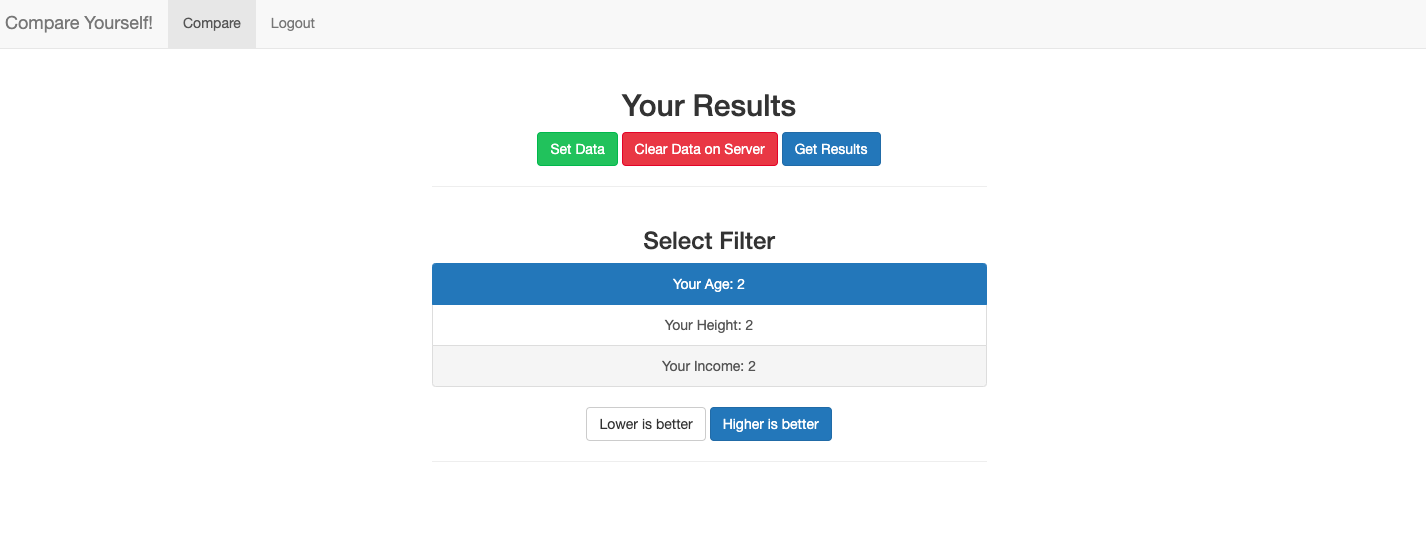 Compare Yourself! Compare Logout
Your Results
Set Data Clear Data on Server Get Results
Select Filter
Your Age: 2
Your Height: 2
Your Income: 2
Lower is better Higher is better